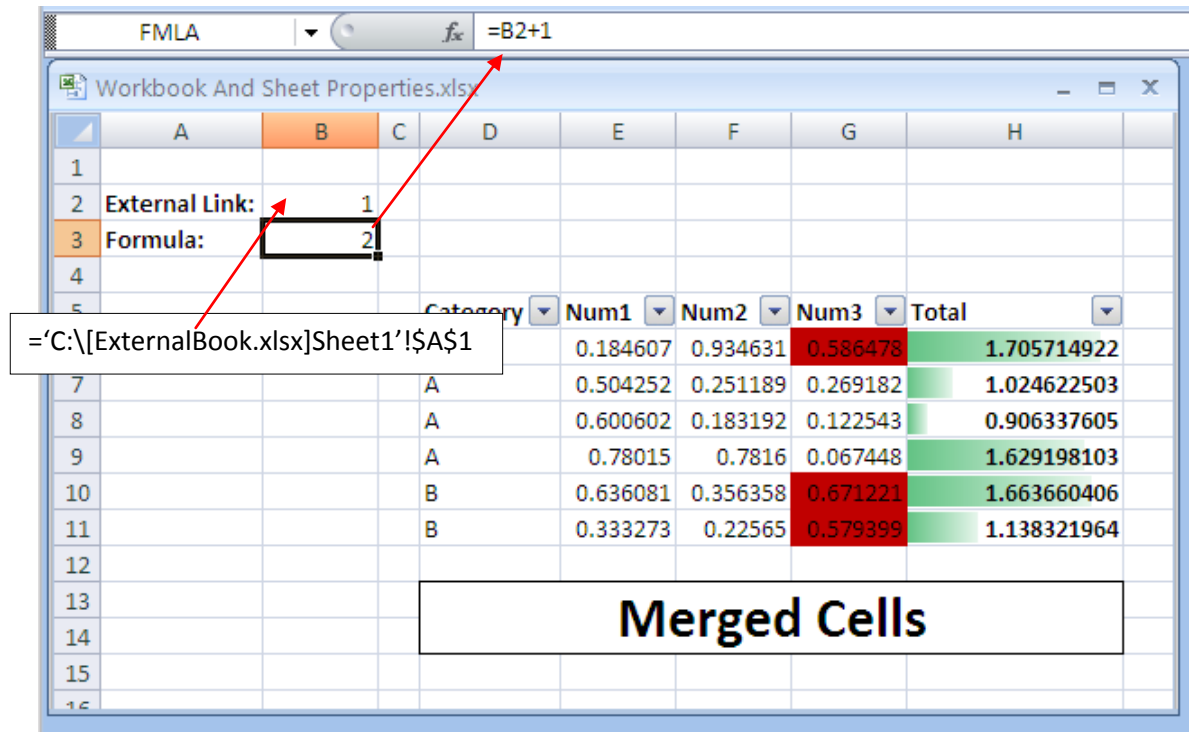 FMLA fx =B2+1
Workbook And Sheet Properties.xlsx
A B C D E F G H
1
2 External Link: 1
3 Formula: 2
4
5 Category Num1 Num2 Num3 Total
='C:\[ExternalBook.xlsx]Sheet1'!$A$1
0.184607 0.934631 0.586478 1.705714922
7 A 0.504252 0.251189 0.269182 1.024622503
8 A 0.600602 0.183192 0.122543 0.906337605
9 A 0.78015 0.7816 0.067448 1.629198103
10 B 0.636081 0.356358 0.671221 1.663660406
11 B 0.333273 0.22565 0.579399 1.138321964
12
13
Merged Cells
14
15
16